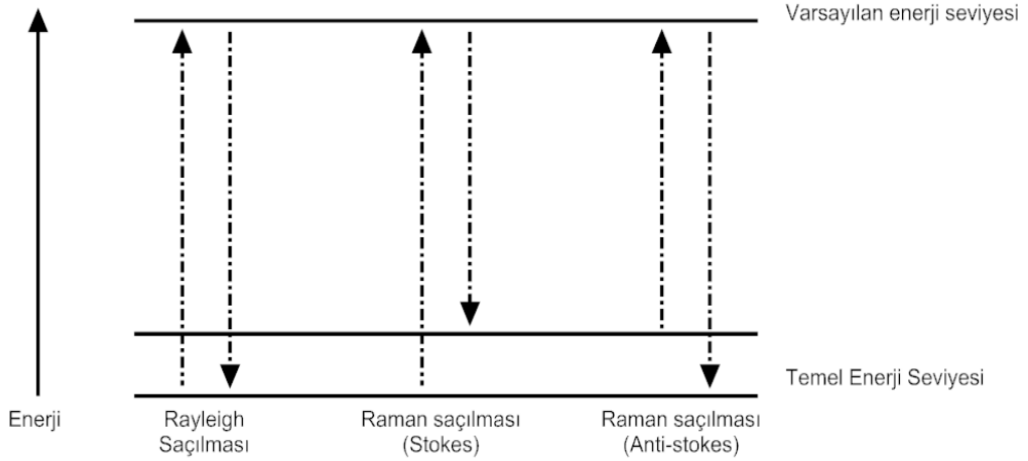 Varsayılan enerji seviyesi
Temel Enerji Seviyesi
Enerji
Rayleigh
Saçılması
Raman saçılması
(Stokes)
Raman saçılması
(Anti-stokes)